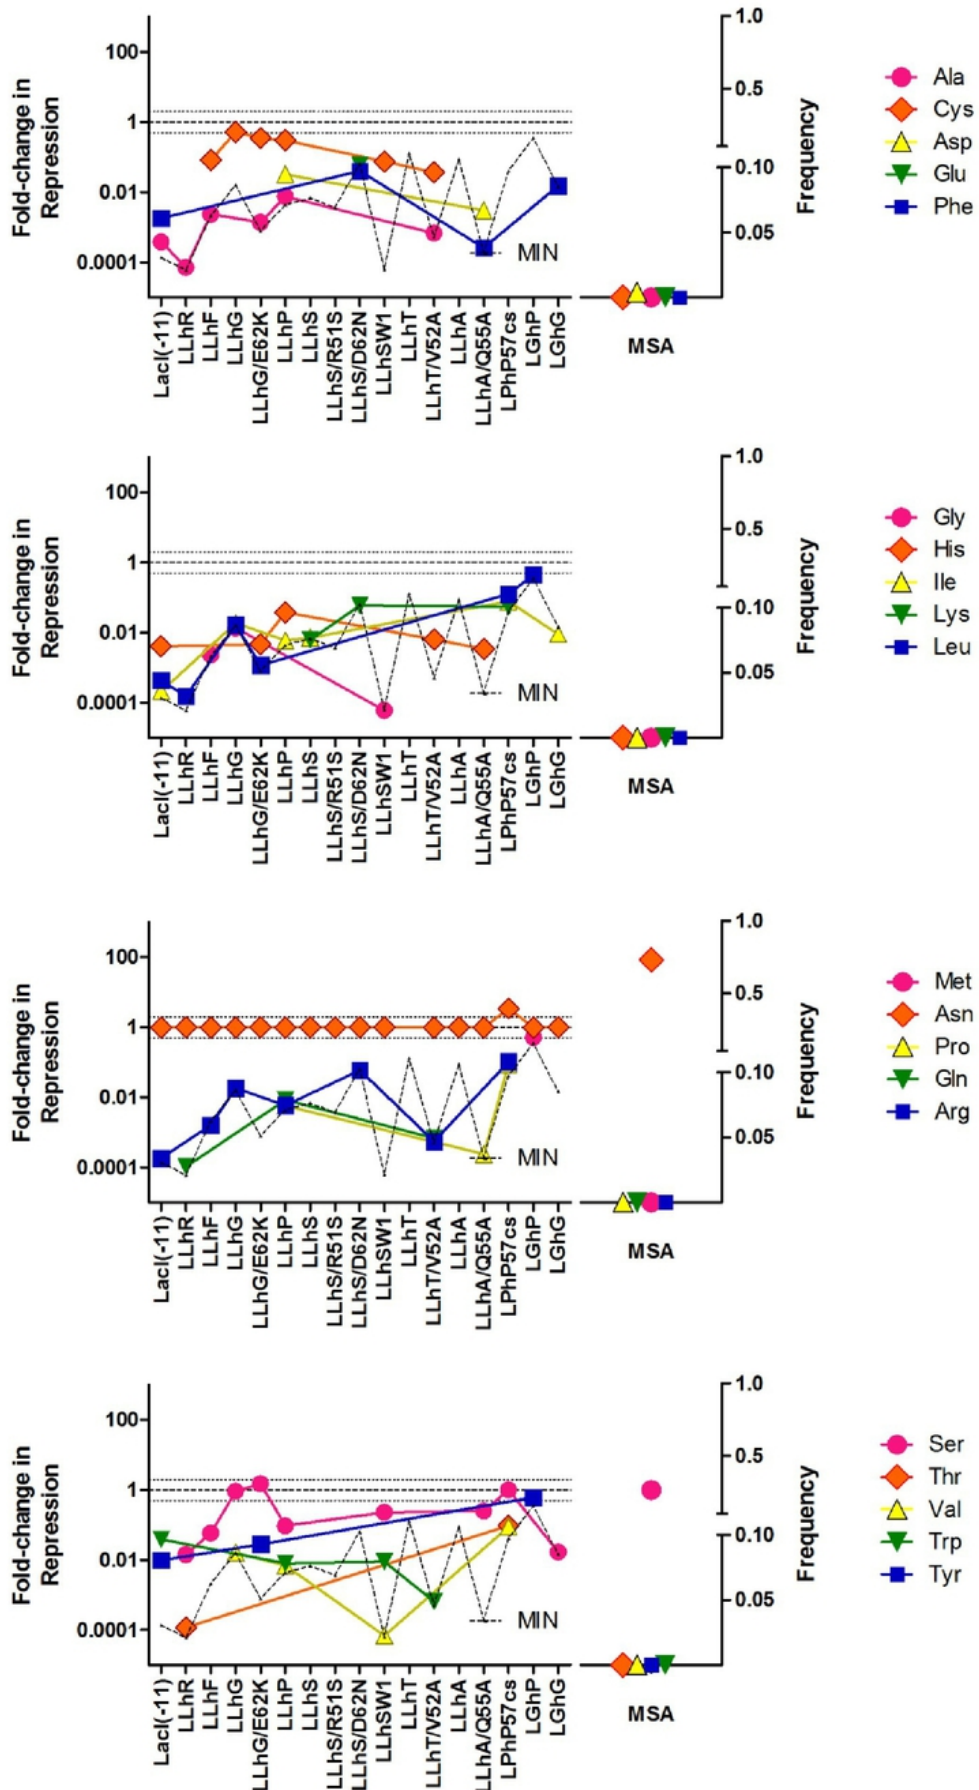 Fold-change in
Repression
100
1
0.01
0.0001
MIN
LacI(-11)
LLhR
LLhF
LLhG
LLhG/E62K
LLhP
LLhS
LLhS/R51S
LLhS/D62N
LLhSW1
LLhT
LLhT/V52A
LLhA
LLhA/Q55A
LPhP57cs
LGhP
LGhG
MSA
1.0
0.5
0.10
0.05
Frequency
Ala
Cys
Asp
Glu
Phe
Fold-change in
Repression
100
1
0.01
0.0001
MIN
LacI(-11)
LLhR
LLhF
LLhG
LLhG/E62K
LLhP
LLhS
LLhS/R51S
LLhS/D62N
LLhSW1
LLhT
LLhT/V52A
LLhA
LLhA/Q55A
LPhP57cs
LGhP
LGhG
MSA
1.0
0.5
0.10
0.05
Frequency
Gly
His
Ile
Lys
Leu
Fold-change in
Repression
100
1
0.01
0.0001
MIN
LacI(-11)
LLhR
LLhF
LLhG
LLhG/E62K
LLhP
LLhS
LLhS/R51S
LLhS/D62N
LLhSW1
LLhT
LLhT/V52A
LLhA
LLhA/Q55A
LPhP57cs
LGhP
LGhG
MSA
1.0
0.5
0.10
0.05
Frequency
Met
Asn
Pro
Gln
Arg
Fold-change in
Repression
100
1
0.01
0.0001
MIN
LacI(-11)
LLhR
LLhF
LLhG
LLhG/E62K
LLhP
LLhS
LLhS/R51S
LLhS/D62N
LLhSW1
LLhT
LLhT/V52A
LLhA
LLhA/Q55A
LPhP57cs
LGhP
LGhG
MSA
1.0
0.5
0.10
0.05
Frequency
Ser
Thr
Val
Trp
Tyr